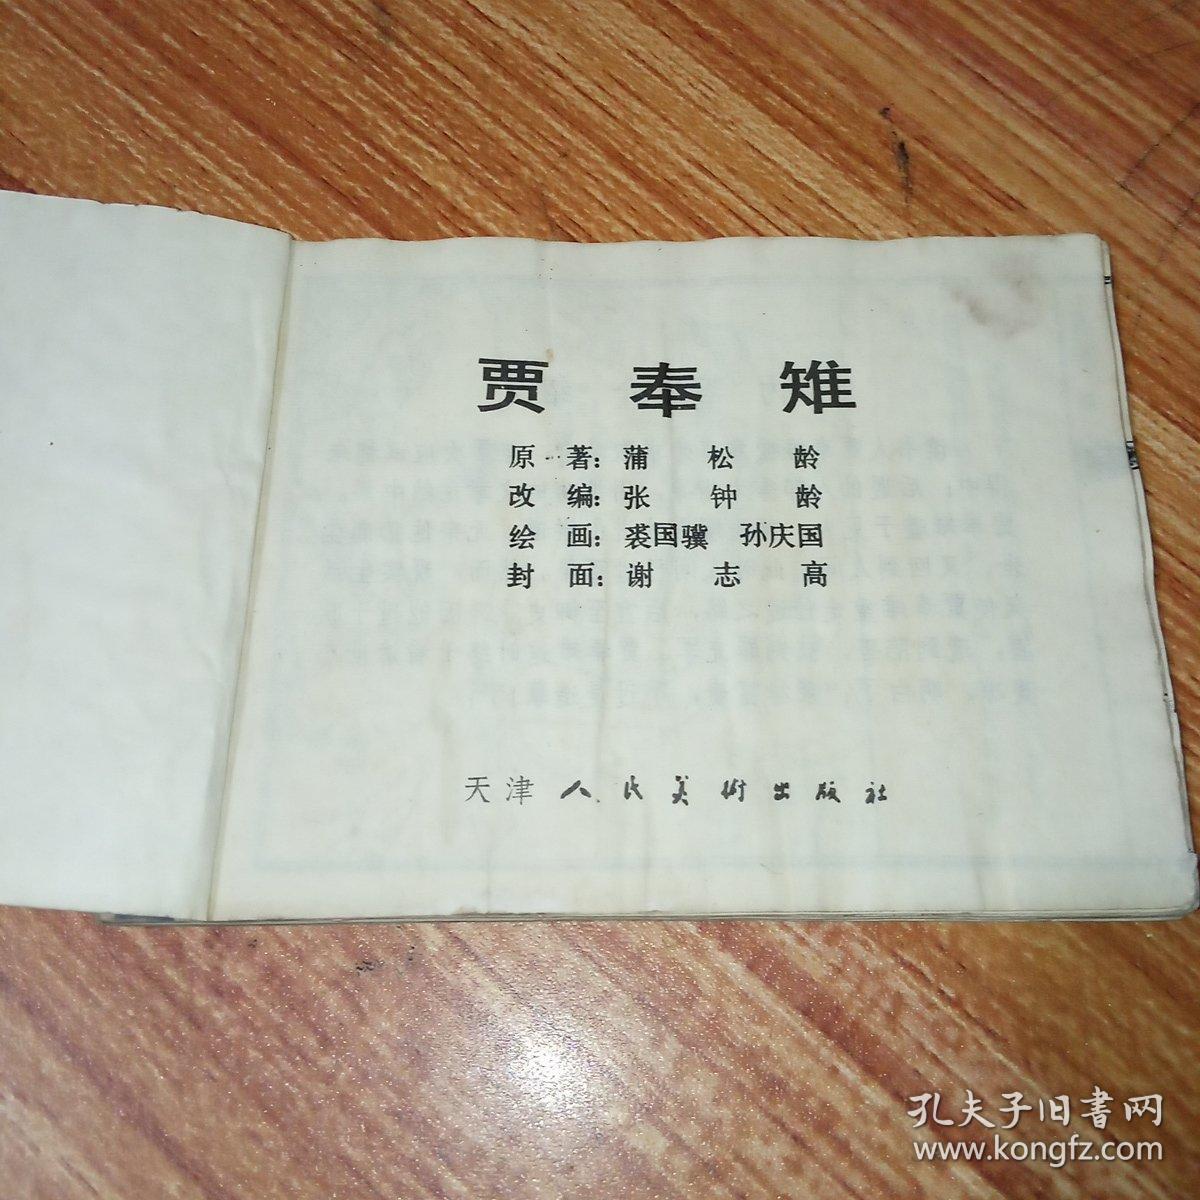 贾奉雉
原著：蒲松龄
改编：张钟龄
绘画：裘国骥 孙庆国
封面：谢志高
天津人民美術出版社
孔夫子旧書网
www.kongfz.com